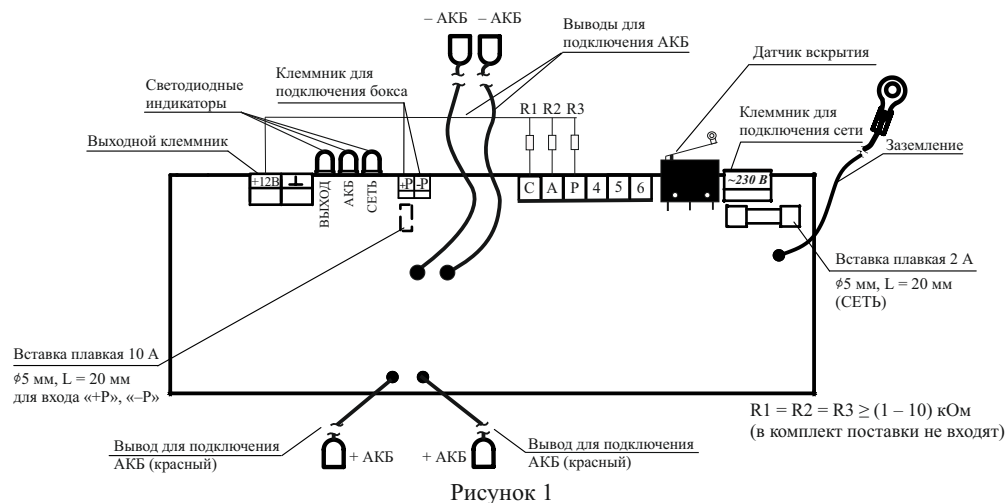 – АКБ – АКБ
Выводы для
подключения АКБ
Датчик вскрытия
Клеммник для
подключения бокса
Светодиодные
индикаторы
Выходной клеммник
R1 R2 R3
Клеммник для
подключения сети
Заземление
+12В ⊥
ВЫХОД
АКБ
СЕТЬ
+P -P
С А Р 4 5 6
~230 В
Вставка плавкая 2 А
⌀5 мм, L = 20 мм
(СЕТЬ)
Вставка плавкая 10 А
⌀5 мм, L = 20 мм
для входа «+Р», «–Р»
R1 = R2 = R3 ≥ (1 – 10) кОм
(в комплект поставки не входят)
Вывод для подключения
АКБ (красный)
+ АКБ
+ АКБ
Вывод для подключения
АКБ (красный)
Рисунок 1